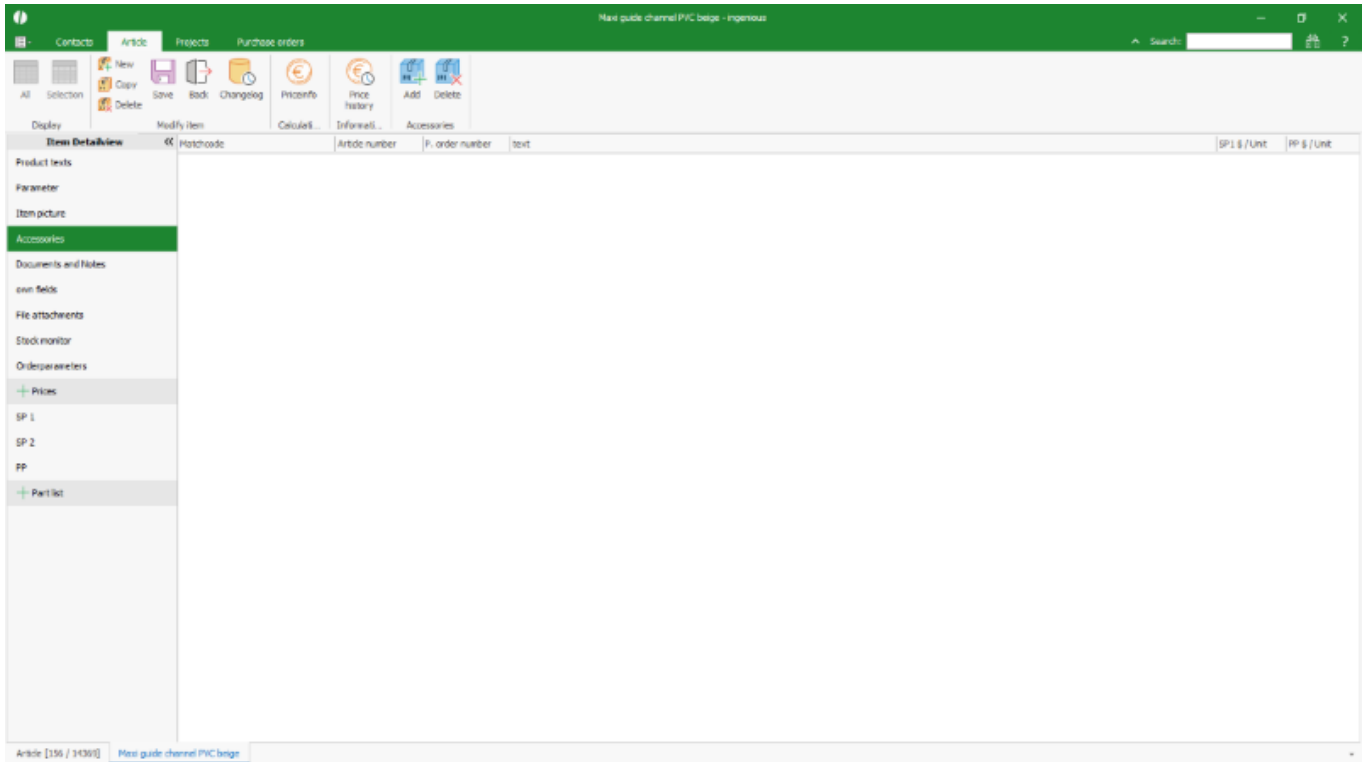 Maxi guide channel PVC beige - ingenious
Contacts Article Projects Purchase orders Search: ?
New
Copy
Delete
All Selection Save Back Changelog Priceinfo Price history Add Delete
Display Modify item Calculati... Informati... Accessories
Item Detailview Matchcode Article number P. order number text SP1 $ / Unit PP $ / Unit
Product texts
Parameter
Item picture
Accessories
Documents and Notes
own fields
File attachments
Stock monitor
Orderparameters
Prices
SP 1
SP 2
PP
Part list
Article [156 / 14369] Maxi guide channel PVC beige